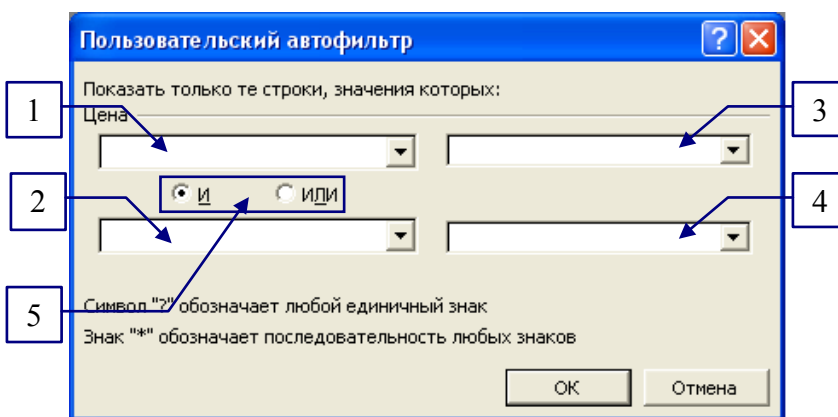 Пользовательский автофильтр
Показать только те строки, значения которых:
1
Цена
3
И ИЛИ
2
4
5
Символ "?" обозначает любой единичный знак
Знак "*" обозначает последовательность любых знаков
ОК Отмена